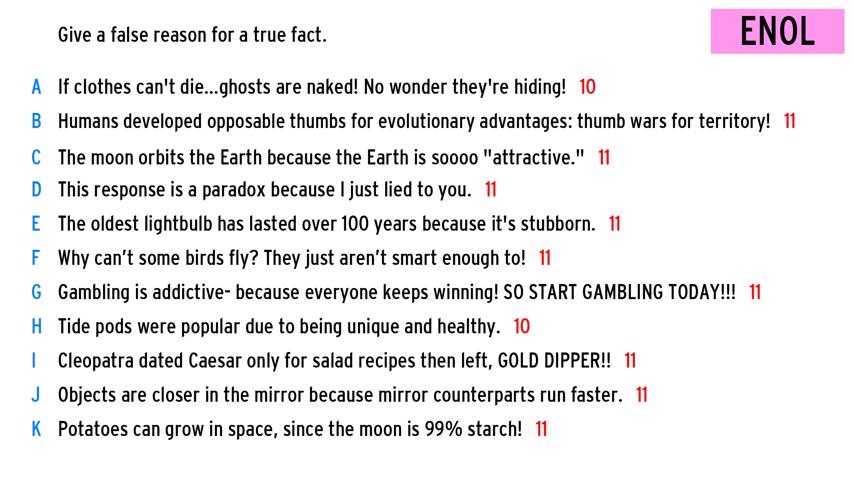 Give a false reason for a true fact.
ENOL
A If clothes can't die...ghosts are naked! No wonder they're hiding! 10
B Humans developed opposable thumbs for evolutionary advantages: thumb wars for territory! 11
C The moon orbits the Earth because the Earth is soooo "attractive." 11
D This response is a paradox because I just lied to you. 11
E The oldest lightbulb has lasted over 100 years because it's stubborn. 11
F Why can’t some birds fly? They just aren’t smart enough to! 11
G Gambling is addictive- because everyone keeps winning! SO START GAMBLING TODAY!!! 11
H Tide pods were popular due to being unique and healthy. 10
I Cleopatra dated Caesar only for salad recipes then left, GOLD DIPPER!! 11
J Objects are closer in the mirror because mirror counterparts run faster. 11
K Potatoes can grow in space, since the moon is 99% starch! 11